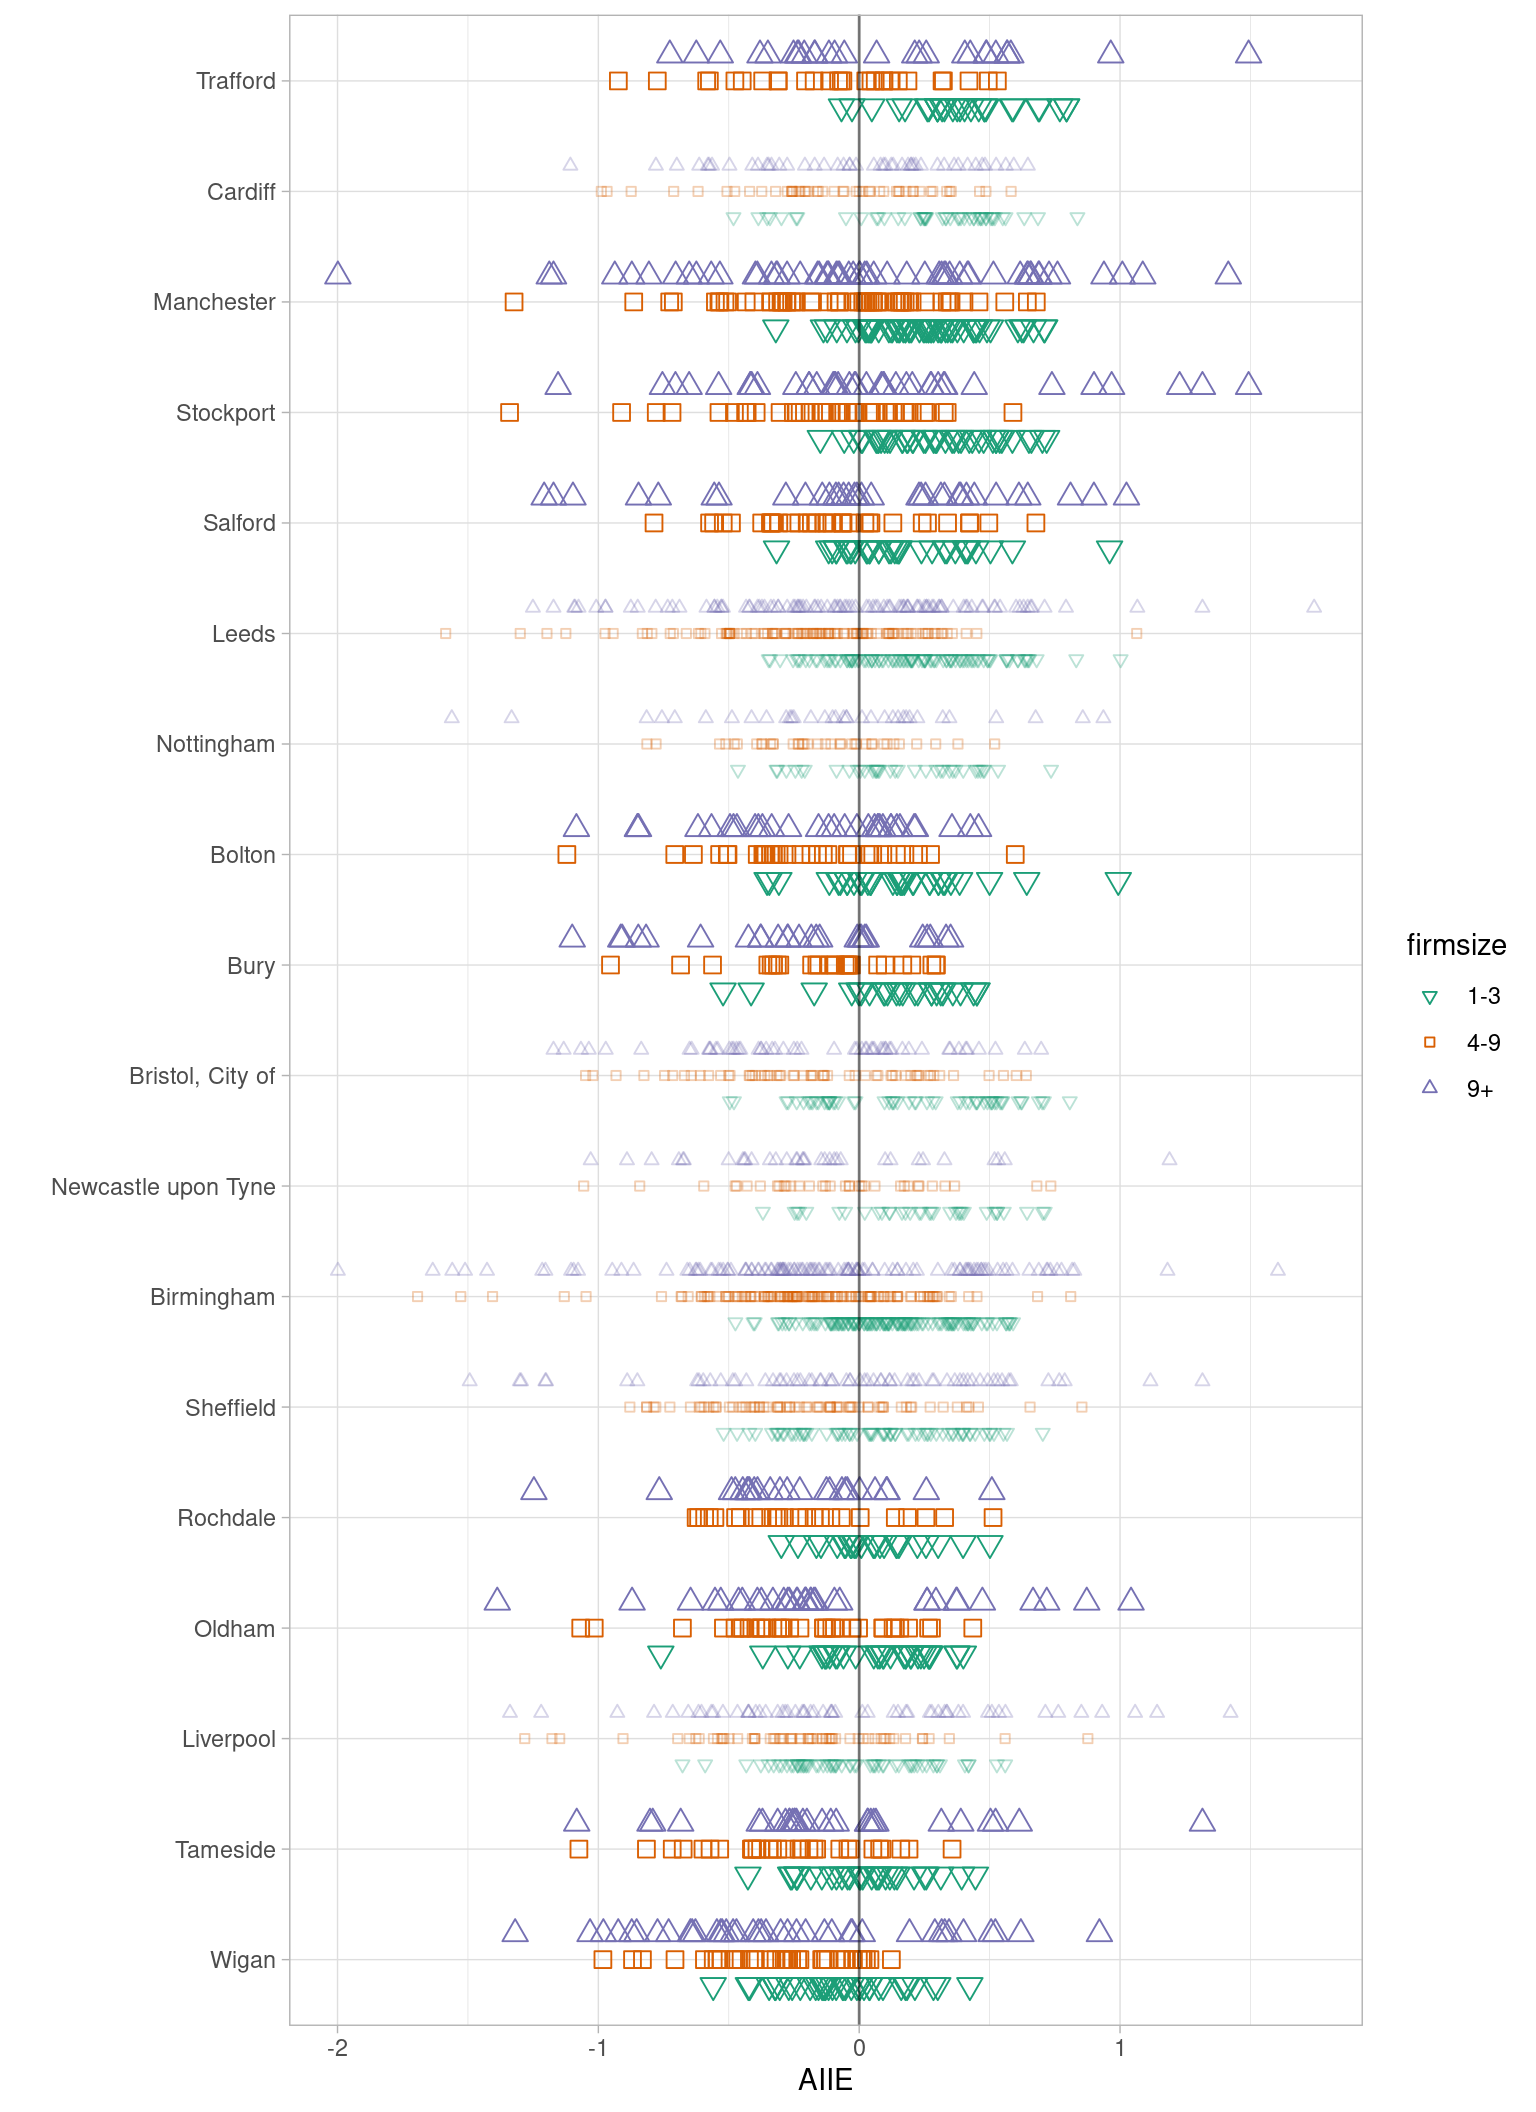 Trafford
Cardiff
Manchester
Stockport
Salford
Leeds
Nottingham
Bolton
Bury
Bristol, City of
Newcastle upon Tyne
Birmingham
Sheffield
Rochdale
Oldham
Liverpool
Tameside
Wigan
-2
-1
0
1
AIIE
firmsize
1-3
4-9
9+